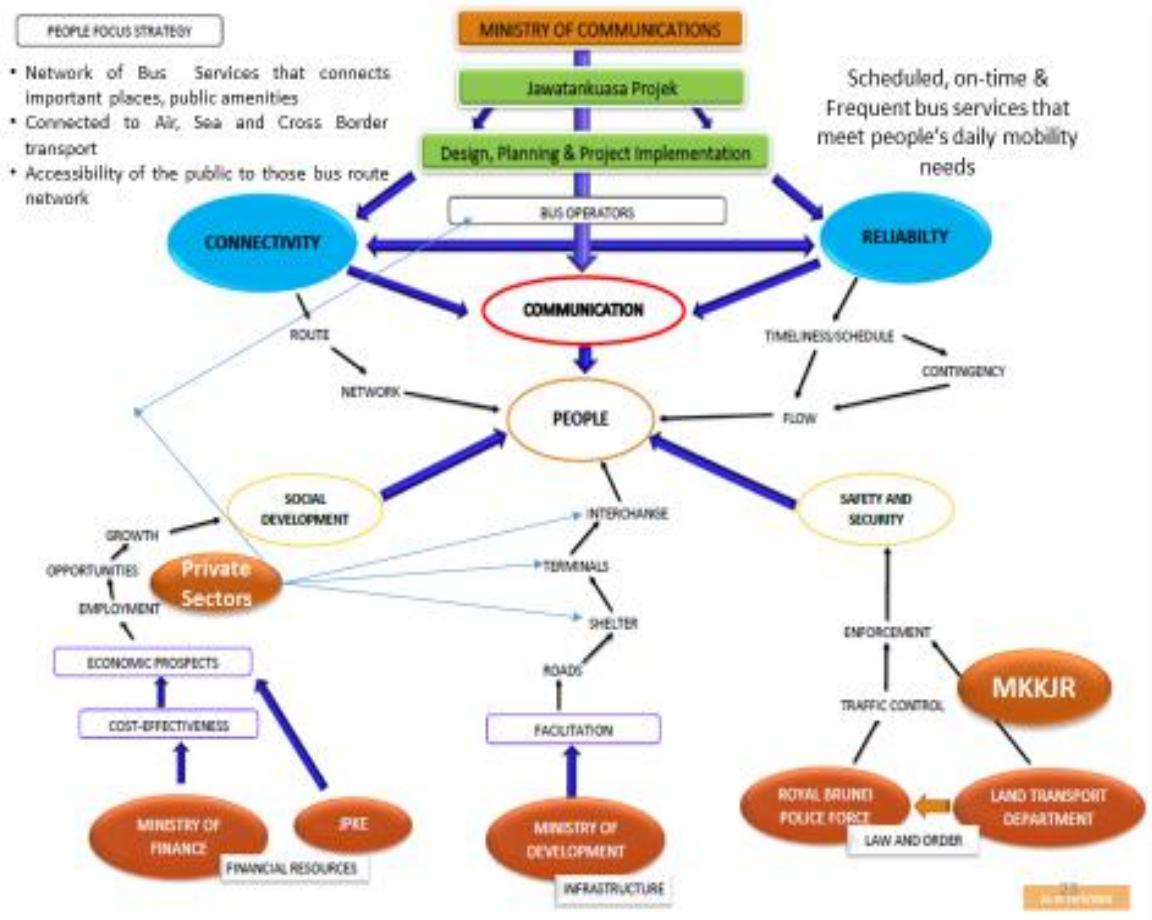 PEOPLE FOCUS STRATEGY
• Network of Bus Services that connects
important places, public amenities
• Connected to Air, Sea and Cross Border
transport
• Accessibility of the public to those bus route
network
MINISTRY OF COMMUNICATIONS
Jawatankuasa Projek
Design, Planning & Project Implementation
BUS OPERATORS
Scheduled, on-time &
Frequent bus services that
meet people's daily mobility
needs
CONNECTIVITY
RELIABILTY
COMMUNICATION
ROUTE
NETWORK
TIMELINESS/SCHEDULE
CONTINGENCY
FLOW
PEOPLE
SOCIAL
DEVELOPMENT
SAFETY AND
SECURITY
GROWTH
OPPORTUNITIES
EMPLOYMENT
Private
Sectors
INTERCHANGE
TERMINALS
SHELTER
ROADS
ECONOMIC PROSPECTS
COST-EFFECTIVENESS
FACILITATION
ENFORCEMENT
TRAFFIC CONTROL
MKKJR
MINISTRY OF
FINANCE
JPKE
FINANCIAL RESOURCES
MINISTRY OF
DEVELOPMENT
INFRASTRUCTURE
ROYAL BRUNEI
POLICE FORCE
LAND TRANSPORT
DEPARTMENT
LAW AND ORDER